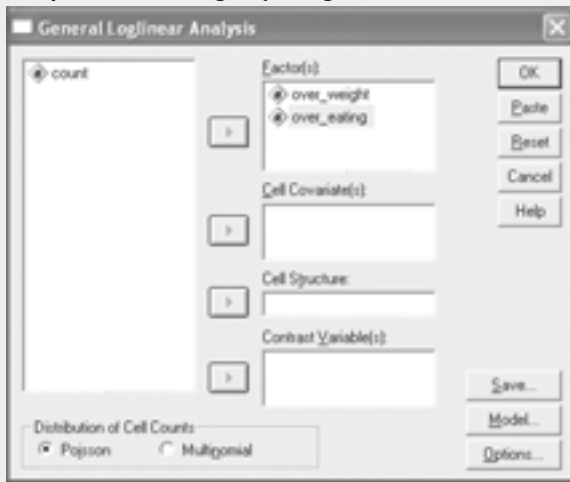 General Loglinear Analysis
count
Factor(s):
over_weight
over_eating
Cell Covariate(s):
Cell Structure:
Contrast Variable(s):
OK
Paste
Reset
Cancel
Help
Save...
Model...
Options...
Distribution of Cell Counts
Poisson
Multinomial